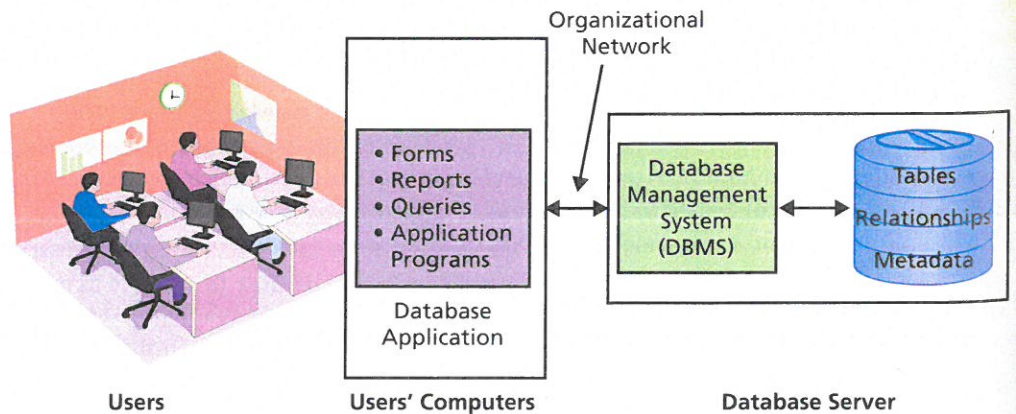 Organizational
Network
• Forms
• Reports
• Queries
• Application
Programs
Database
Application
Database
Management
System
(DBMS)
Tables
Relationships
Metadata
Users
Users' Computers
Database Server